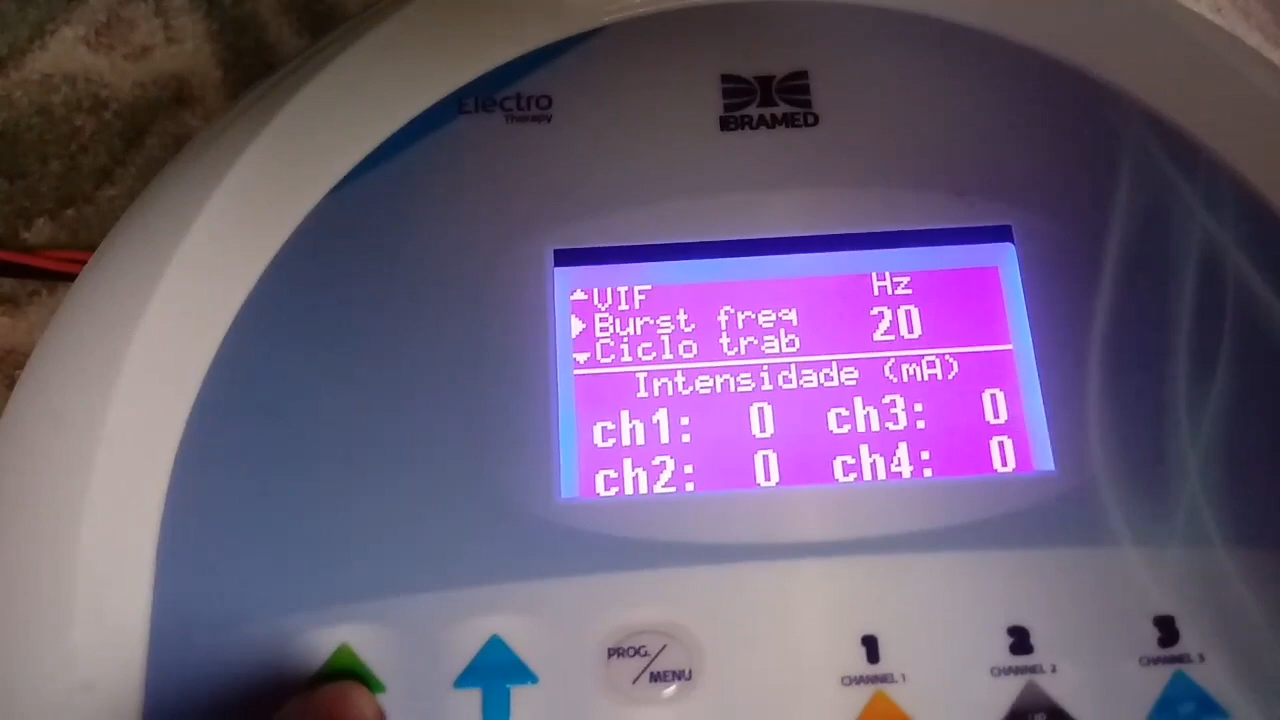 Electro
Therapy
IBRAMED
VIF Hz
Burst freq 20
Ciclo trab
Intensidade (mA)
ch1: 0 ch3: 0
ch2: 0 ch4: 0
PROG./MENU
1 2 3
CHANNEL 1 CHANNEL 2 CHANNEL 3